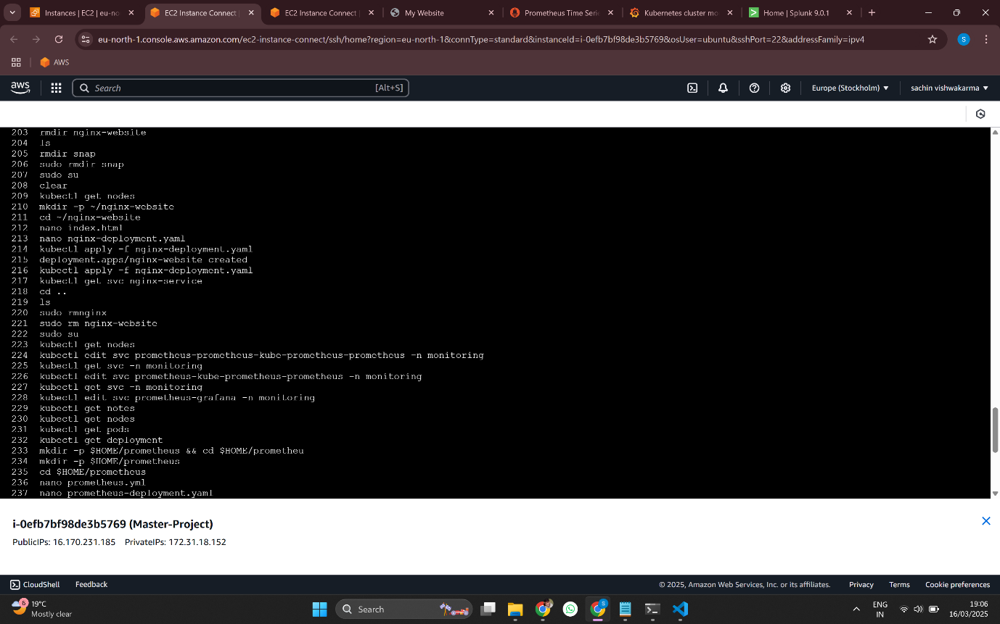 Instances | EC2 | eu-no
EC2 Instance Connect
EC2 Instance Connect
My Website
Prometheus Time Seri
Kubernetes cluster mo
Home | Splunk 9.0.1
eu-north-1.console.aws.amazon.com/ec2-instance-connect/ssh/home?region=eu-north-1&connType=standard&instanceId=i-0efb7bf98de3b5769&osUser=ubuntu&sshPort=22&addressFamily=ipv4
S
AWS
aws
Search
[Alt+S]
Europe (Stockholm)
sachin vishwakarma
203 rmdir nginx-website
204 ls
205 rmdir snap
206 sudo rmdir snap
207 sudo su
208 clear
209 kubectl get nodes
210 mkdir -p ~/nginx-website
211 cd ~/nginx-website
212 nano index.html
213 nano nginx-deployment.yaml
214 kubectl apply -f nginx-deployment.yaml
215 deployment.apps/nginx-website created
216 kubectl apply -f nginx-deployment.yaml
217 kubectl get svc nginx-service
218 cd ..
219 ls
220 sudo rmnginx
221 sudo rm nginx-website
222 sudo su
223 kubectl get nodes
224 kubectl edit svc prometheus-prometheus-kube-prometheus-prometheus -n monitoring
225 kubectl get svc -n monitoring
226 kubectl edit svc prometheus-kube-prometheus-prometheus -n monitoring
227 kubectl get svc -n monitoring
228 kubectl edit svc prometheus-grafana -n monitoring
229 kubectl get notes
230 kubectl get nodes
231 kubectl get pods
232 kubectl get deployment
233 mkdir -p $HOME/prometheus && cd $HOME/prometheu
234 mkdir -p $HOME/prometheus
235 cd $HOME/prometheus
236 nano prometheus.yml
237 nano prometheus-deployment.yaml
i-0efb7bf98de3b5769 (Master-Project)
PublicIPs: 16.170.231.185 PrivateIPs: 172.31.18.152
CloudShell
Feedback
© 2025, Amazon Web Services, Inc. or its affiliates.
Privacy
Terms
Cookie preferences
6
19°C
Mostly clear
Search
S
ENG
IN
19:06
16/03/2025